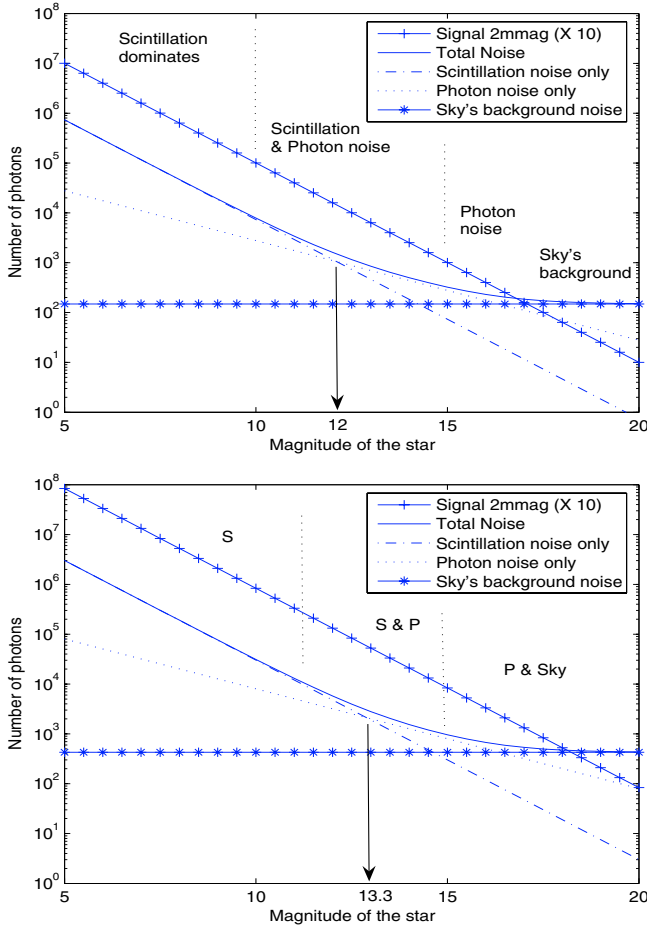 10^8
10^7
10^6
10^5
10^4
10^3
10^2
10^1
10^0
Number of photons
Scintillation
dominates
Scintillation
& Photon noise
Photon
noise
Sky's
background
Signal 2mmag (X 10)
Total Noise
Scintillation noise only
Photon noise only
Sky's background noise
5 10 12 15 20
Magnitude of the star
10^8
10^7
10^6
10^5
10^4
10^3
10^2
10^1
10^0
Number of photons
S
S & P
P & Sky
Signal 2mmag (X 10)
Total Noise
Scintillation noise only
Photon noise only
Sky's background noise
5 10 13.3 15 20
Magnitude of the star